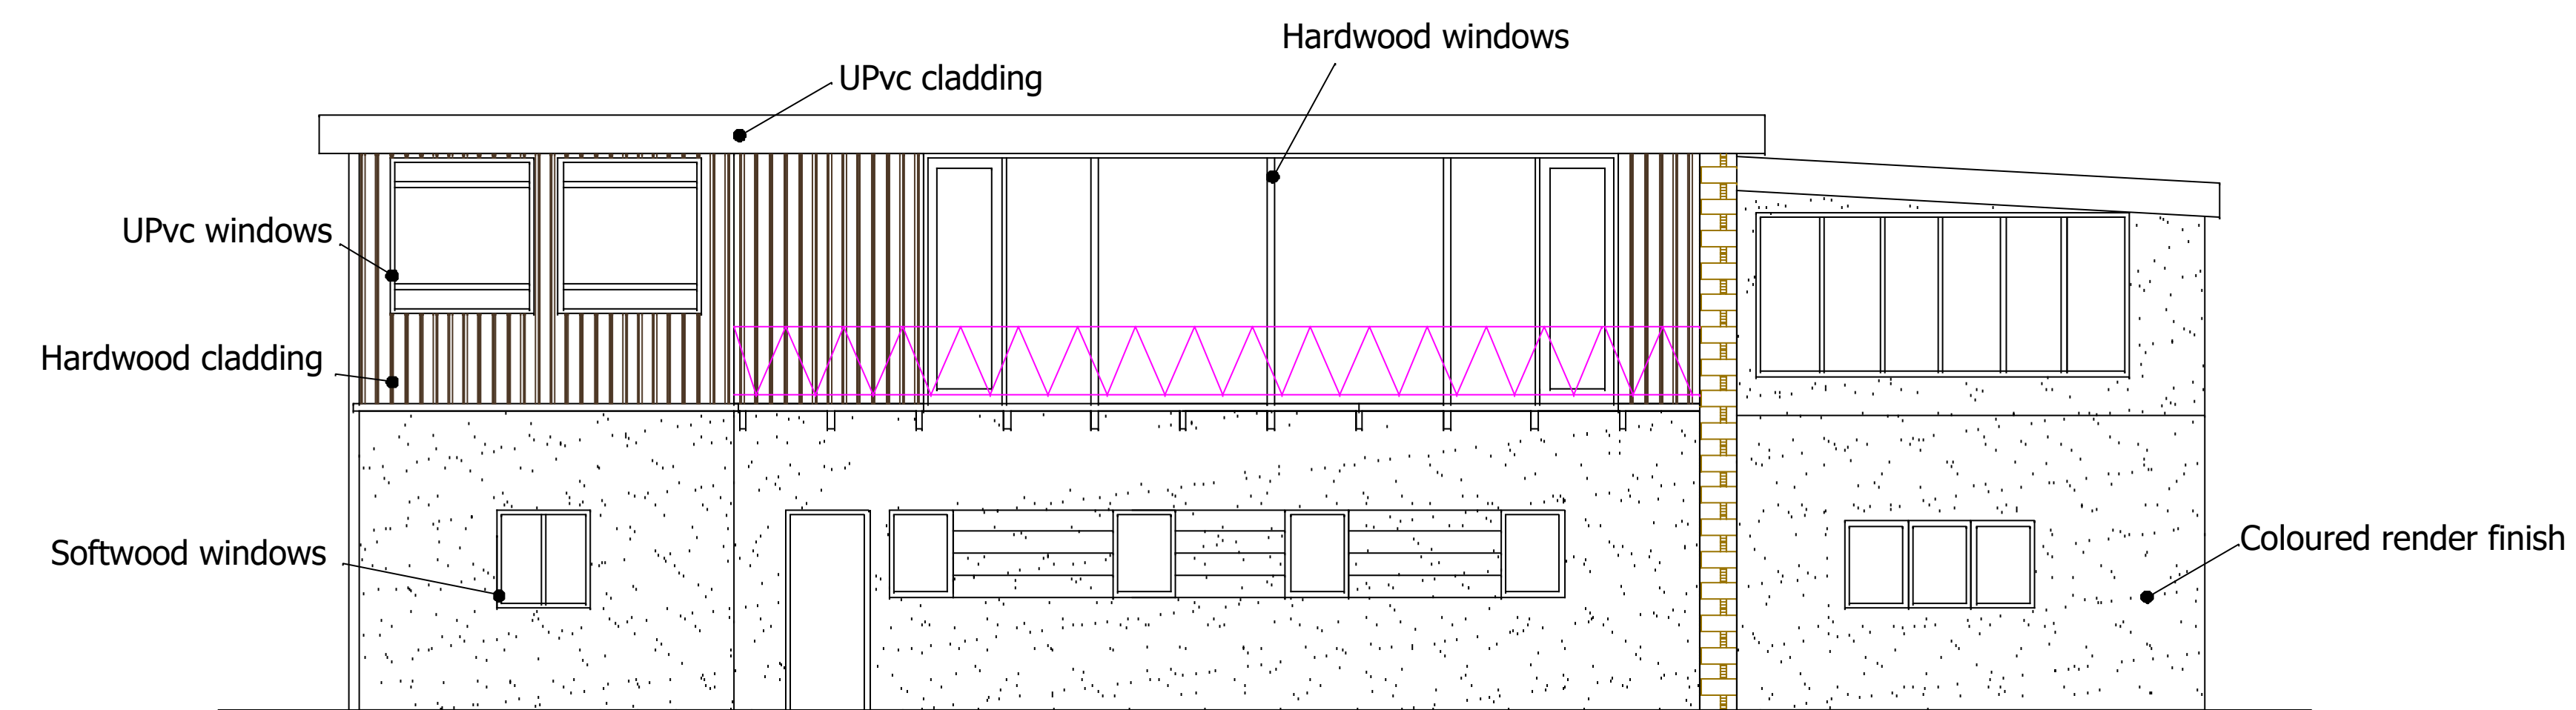 Hardwood windows
UPvc cladding
UPvc windows
Hardwood cladding
Softwood windows
Coloured render finish